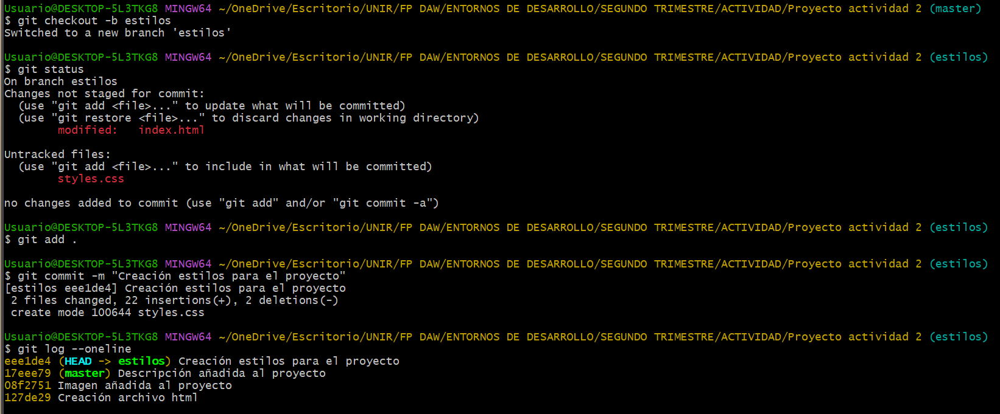 Usuario@DESKTOP-5L3TKG8 MINGW64 ~/OneDrive/Escritorio/UNIR/FP DAW/ENTORNOS DE DESARROLLO/SEGUNDO TRIMESTRE/ACTIVIDAD/Proyecto actividad 2 (master)
$ git checkout -b estilos
Switched to a new branch 'estilos'

Usuario@DESKTOP-5L3TKG8 MINGW64 ~/OneDrive/Escritorio/UNIR/FP DAW/ENTORNOS DE DESARROLLO/SEGUNDO TRIMESTRE/ACTIVIDAD/Proyecto actividad 2 (estilos)
$ git status
On branch estilos
Changes not staged for commit:
  (use "git add <file>..." to update what will be committed)
  (use "git restore <file>..." to discard changes in working directory)
        modified:   index.html

Untracked files:
  (use "git add <file>..." to include in what will be committed)
        styles.css

no changes added to commit (use "git add" and/or "git commit -a")

Usuario@DESKTOP-5L3TKG8 MINGW64 ~/OneDrive/Escritorio/UNIR/FP DAW/ENTORNOS DE DESARROLLO/SEGUNDO TRIMESTRE/ACTIVIDAD/Proyecto actividad 2 (estilos)
$ git add .

Usuario@DESKTOP-5L3TKG8 MINGW64 ~/OneDrive/Escritorio/UNIR/FP DAW/ENTORNOS DE DESARROLLO/SEGUNDO TRIMESTRE/ACTIVIDAD/Proyecto actividad 2 (estilos)
$ git commit -m "Creación estilos para el proyecto"
[estilos eee1de4] Creación estilos para el proyecto
 2 files changed, 22 insertions(+), 2 deletions(-)
 create mode 100644 styles.css

Usuario@DESKTOP-5L3TKG8 MINGW64 ~/OneDrive/Escritorio/UNIR/FP DAW/ENTORNOS DE DESARROLLO/SEGUNDO TRIMESTRE/ACTIVIDAD/Proyecto actividad 2 (estilos)
$ git log --oneline
eee1de4 (HEAD -> estilos) Creación estilos para el proyecto
17eee79 (master) Descripción añadida al proyecto
08f2751 Imagen añadida al proyecto
127de29 Creación archivo html